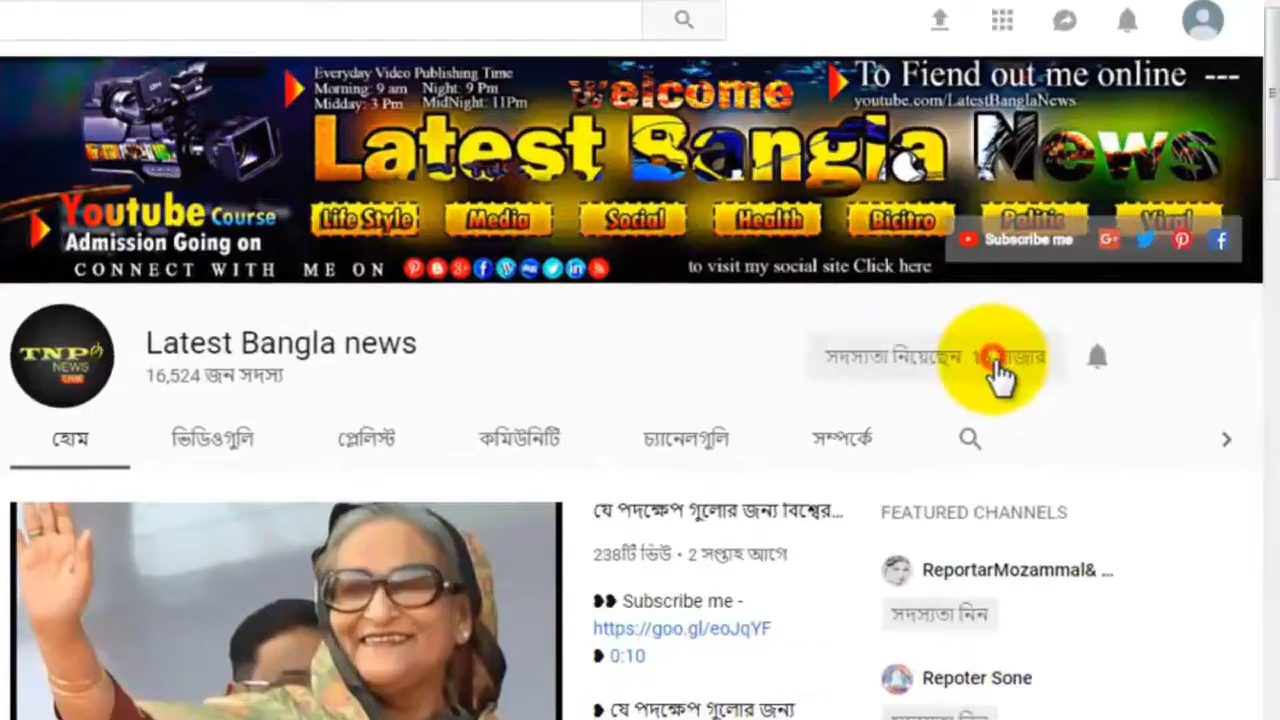 Everyday Video Publishing Time
Morning: 9 am Night: 9 Pm
Midday: 3 Pm MidNight: 11Pm
welcome
To Fiend out me online ---
youtube.com/LatestBanglaNews
Latest Bangla News
Youtube Course
Admission Going on
Life Style
Media
Social
Health
Bicitro
Politic
Viral
Subscribe me
CONNECT WITH ME ON
to visit my social site Click here
TNP
NEWS
Latest Bangla news
16,524 জন সদস্য
সদস্যতা নিয়েছেন
হোম
ভিডিওগুলি
প্লেলিস্ট
কমিউনিটি
চ্যানেলগুলি
সম্পর্কে
যে পদক্ষেপ গুলোর জন্য বিশ্বের...
238টি ভিউ • 2 সপ্তাহ আগে
❥❥ Subscribe me -
https://goo.gl/eoJqYF
❥ 0:10
❥ যে পদক্ষেপ গুলোর জন্য
FEATURED CHANNELS
ReportarMozammal& ...
সদস্যতা নিন
Repoter Sone